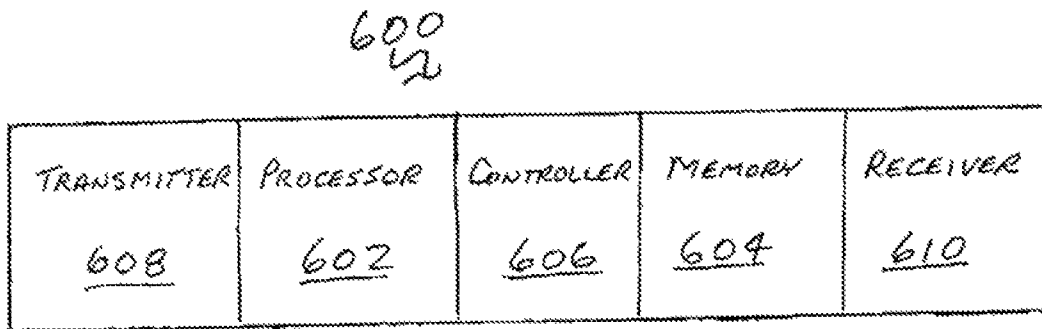 600
TRANSMITTER PROCESSOR CONTROLLER MEMORY RECEIVER
608 602 606 604 610